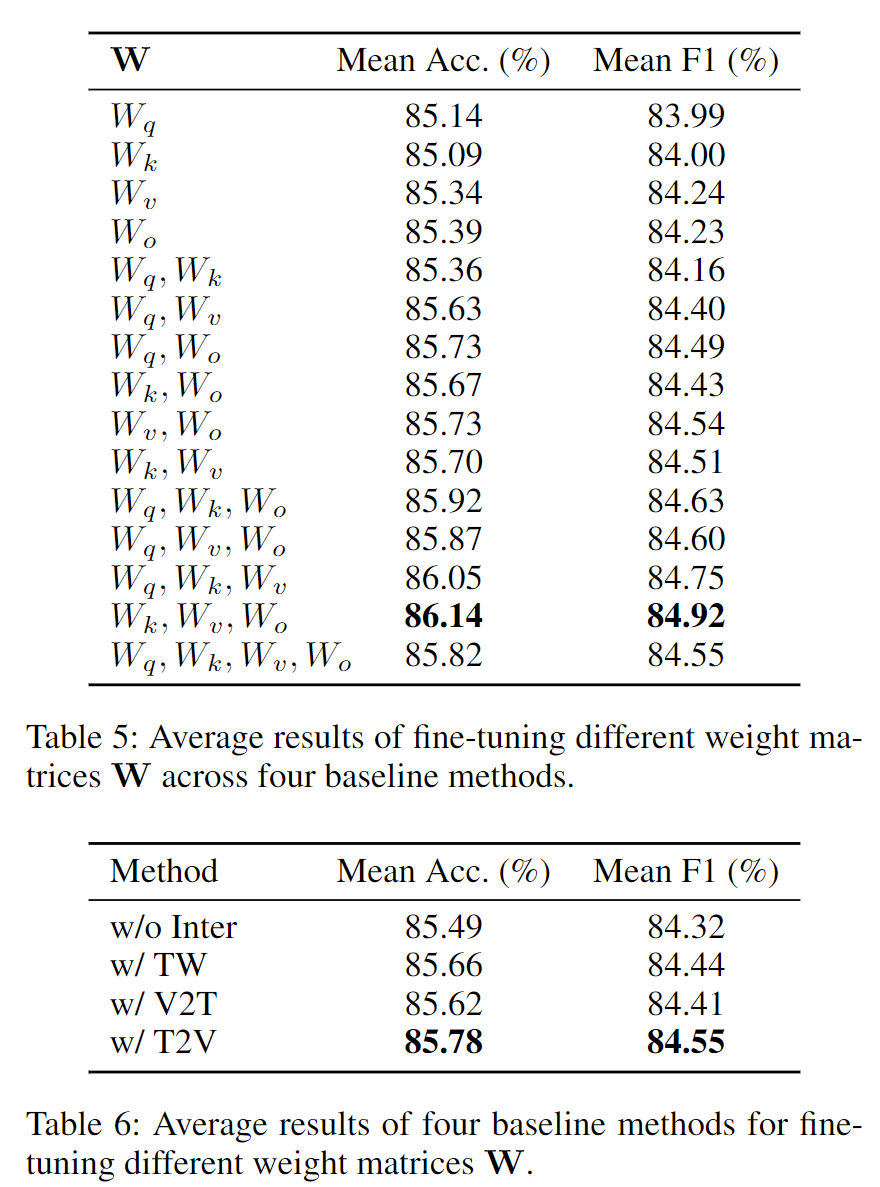 W Mean Acc. (%) Mean F1 (%)
W_q 85.14 83.99
W_k 85.09 84.00
W_v 85.34 84.24
W_o 85.39 84.23
W_q, W_k 85.36 84.16
W_q, W_v 85.63 84.40
W_q, W_o 85.73 84.49
W_k, W_o 85.67 84.43
W_v, W_o 85.73 84.54
W_k, W_v 85.70 84.51
W_q, W_k, W_o 85.92 84.63
W_q, W_v, W_o 85.87 84.60
W_q, W_k, W_v 86.05 84.75
W_k, W_v, W_o 86.14 84.92
W_q, W_k, W_v, W_o 85.82 84.55
Table 5: Average results of fine-tuning different weight ma-
trices W across four baseline methods.
Method Mean Acc. (%) Mean F1 (%)
w/o Inter 85.49 84.32
w/ TW 85.66 84.44
w/ V2T 85.62 84.41
w/ T2V 85.78 84.55
Table 6: Average results of four baseline methods for fine-
tuning different weight matrices W.